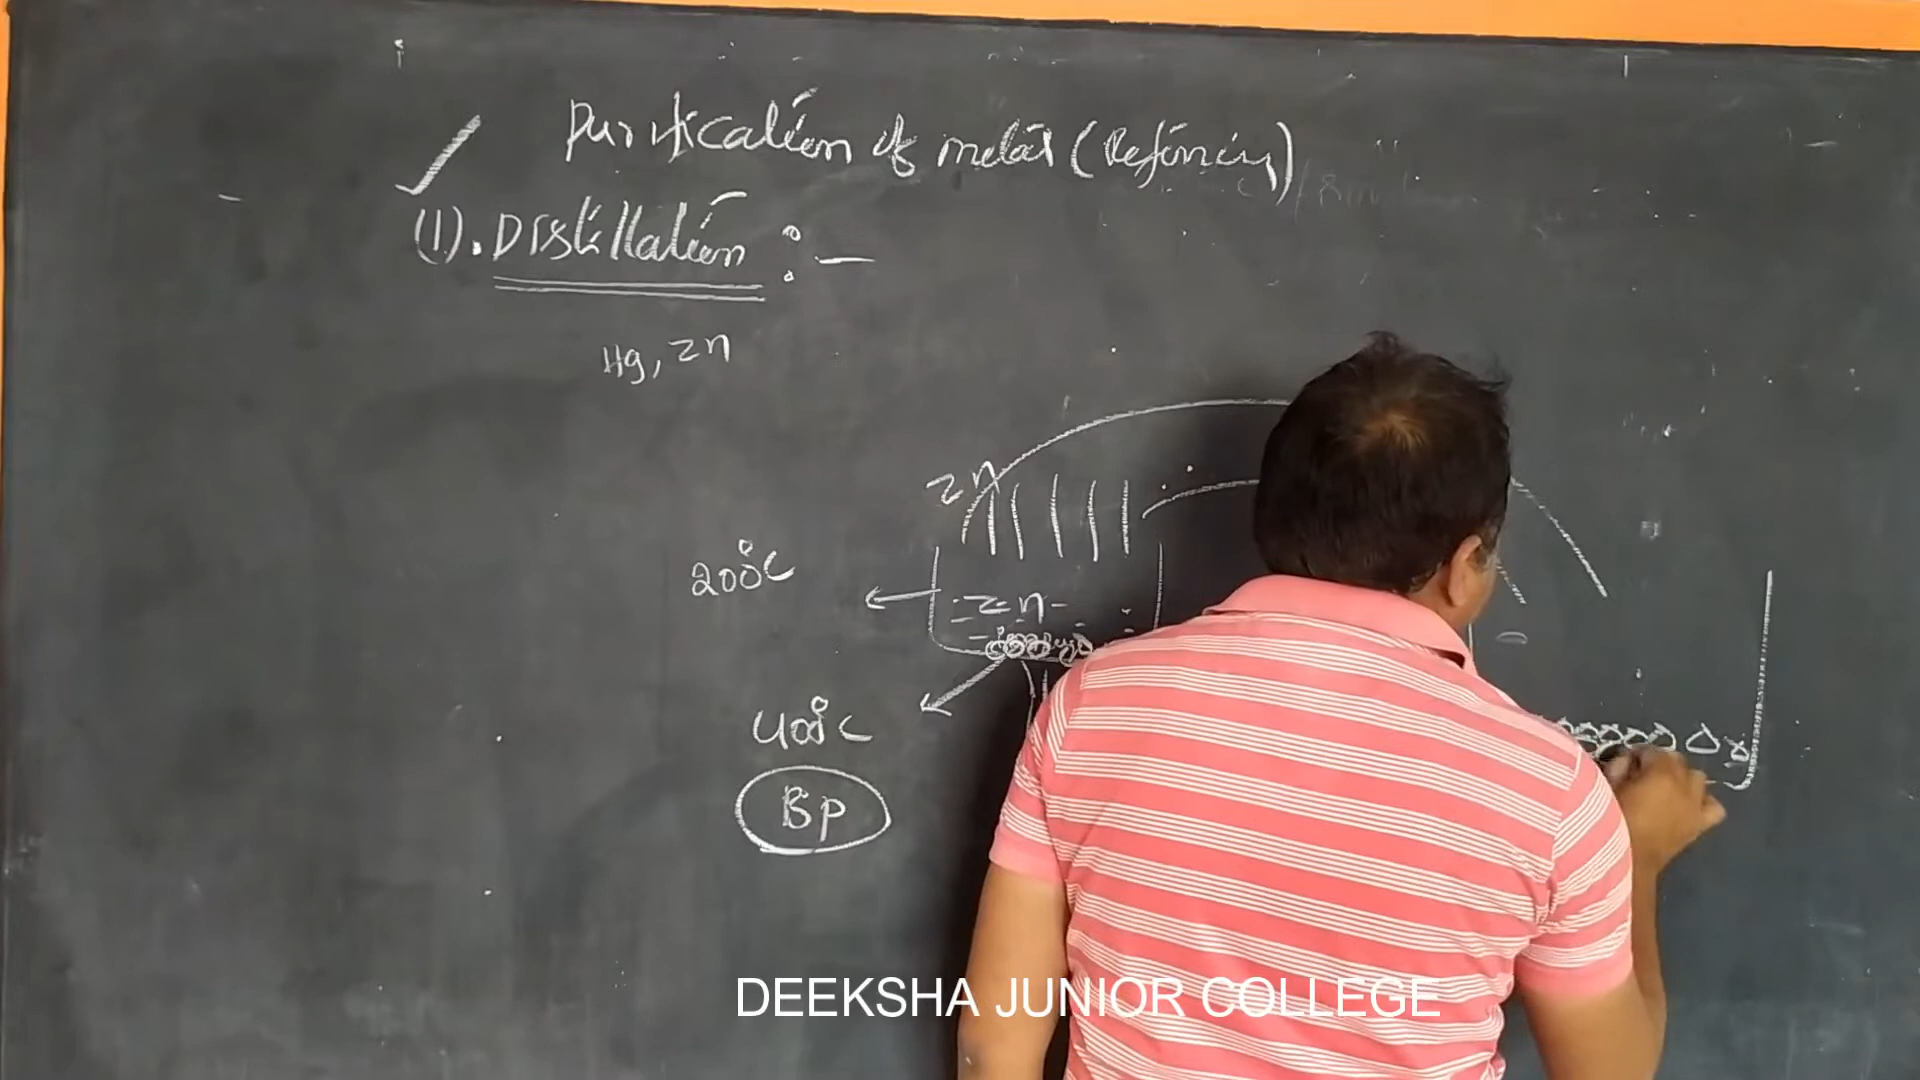 Purification of metal (Refining)
(1). Distillation :-
Hg, Zn
Zn
200°C
Zn
400°C
BP
DEEKSHA JUNIOR COLLEGE